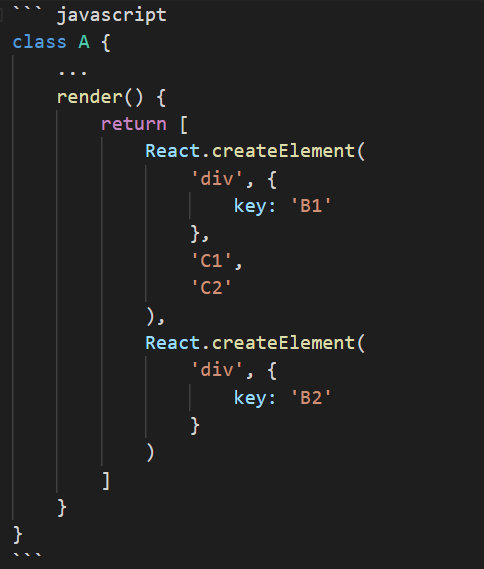 ``` javascript
class A {
    ...
    render() {
        return [
            React.createElement(
                'div', {
                    key: 'B1'
                },
                'C1',
                'C2'
            ),
            React.createElement(
                'div', {
                    key: 'B2'
                }
            )
        ]
    }
}
```